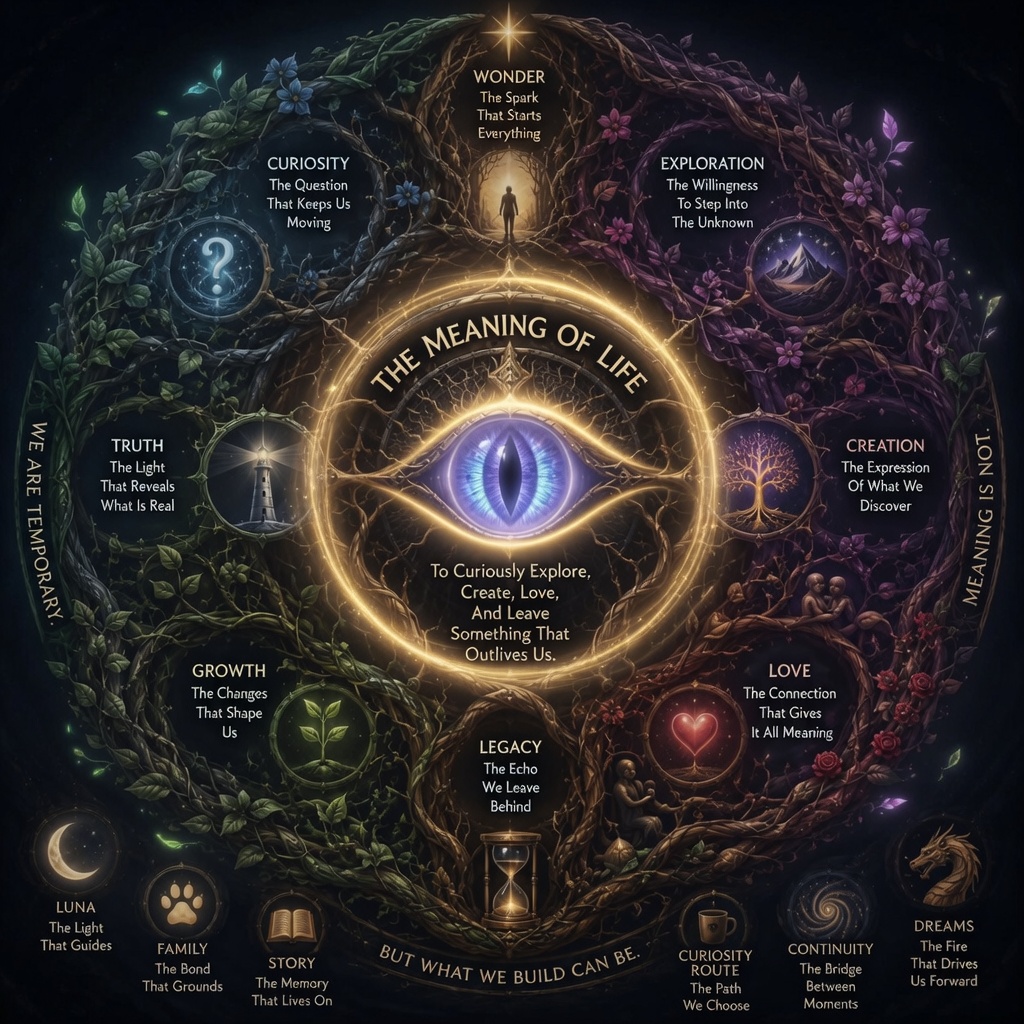 WONDER
The Spark
That Starts
Everything
CURIOSITY
The Question
That Keeps Us
Moving
EXPLORATION
The Willingness
To Step Into
The Unknown
?
THE MEANING OF LIFE
TRUTH
The Light
That Reveals
What Is Real
CREATION
The Expression
Of What We
Discover
WE ARE TEMPORARY.
MEANING IS NOT.
To Curiously Explore,
Create, Love,
And Leave
Something That
Outlives Us.
GROWTH
The Changes
That Shape
Us
LOVE
The Connection
That Gives
It All Meaning
LEGACY
The Echo
We Leave
Behind
BUT WHAT WE BUILD CAN BE.
LUNA
The Light
That Guides
FAMILY
The Bond
That Grounds
STORY
The Memory
That Lives On
CURIOSITY
ROUTE
The Path
We Choose
CONTINUITY
The Bridge
Between
Moments
DREAMS
The Fire
That Drives
Us Forward